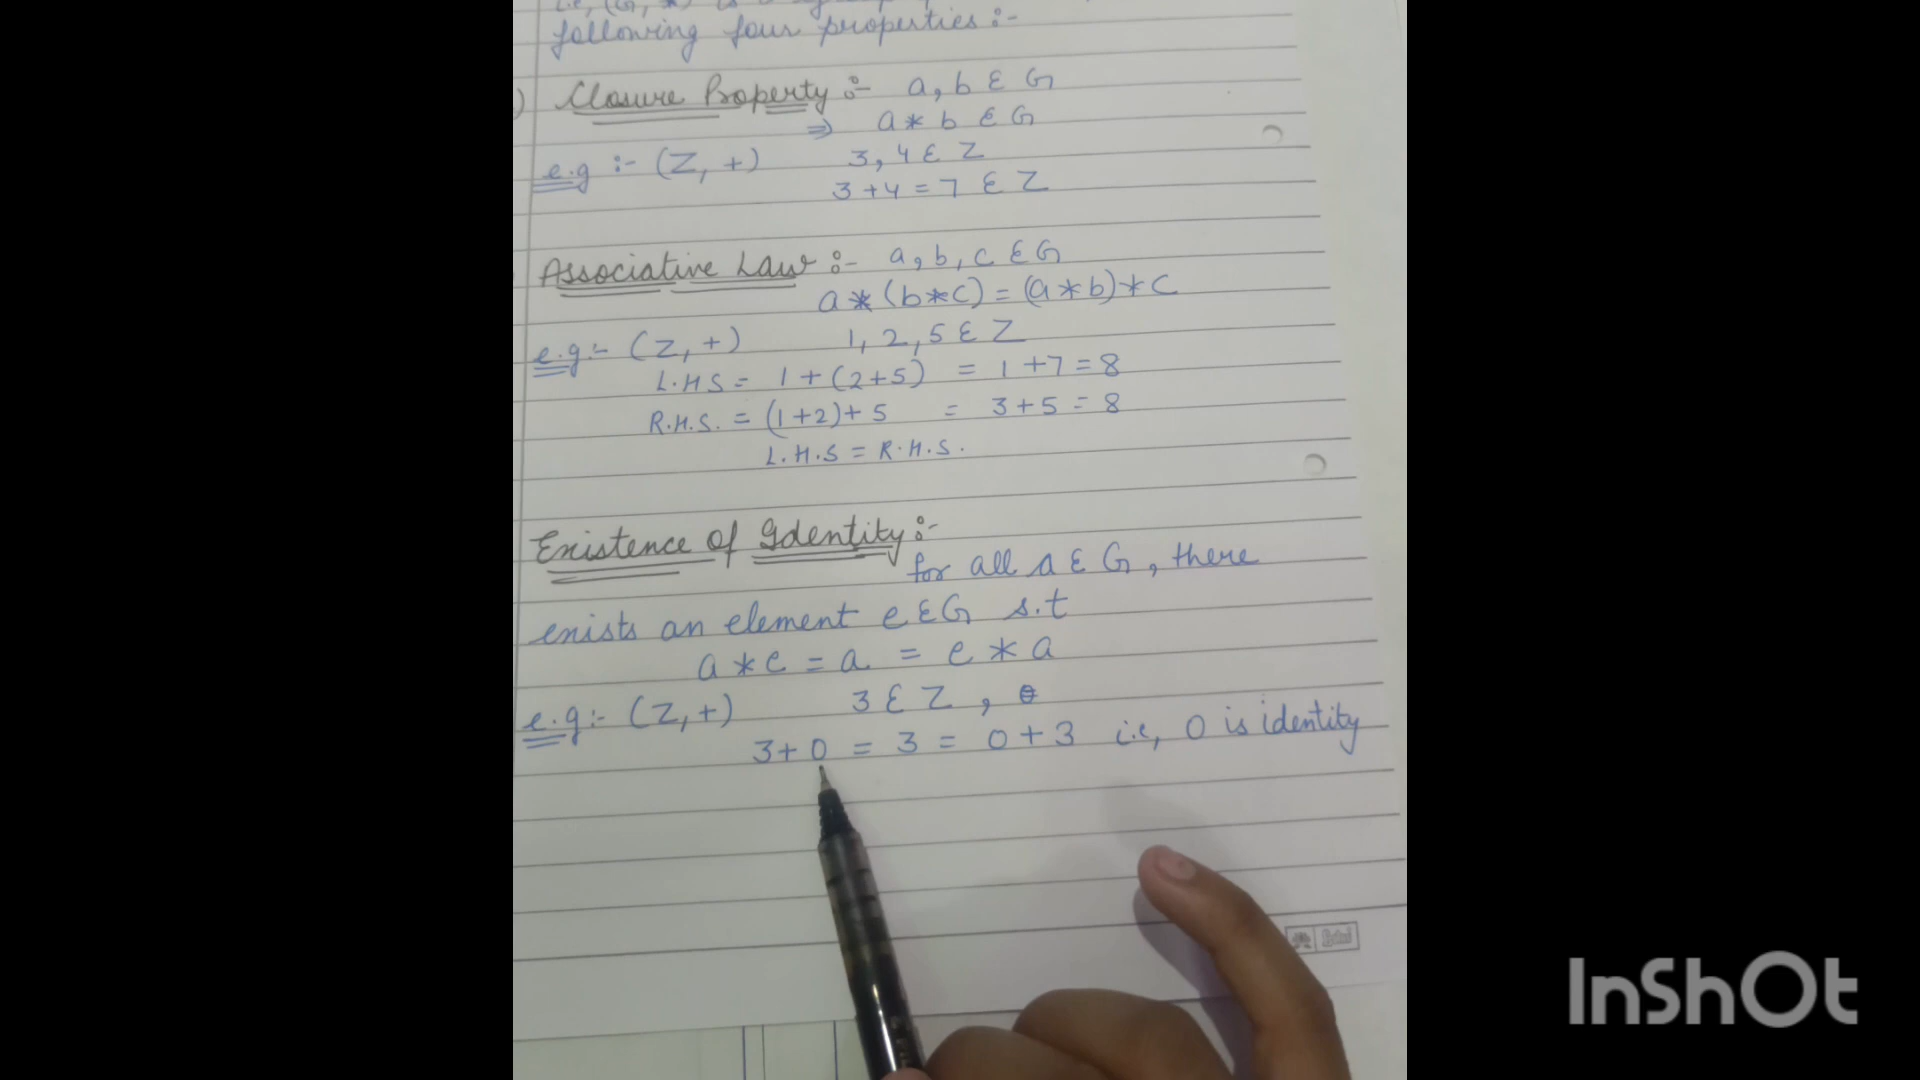 following four properties :-
) Closure Property :- a, b ε G
⇒ a * b ε G
e.g :- (Z, +) 3, 4 ε Z
3 + 4 = 7 ε Z
Associative Law :- a, b, c ε G
a * (b * c) = (a * b) * c
e.g :- (Z, +) 1, 2, 5 ε Z
L.H.S = 1 + (2+5) = 1 + 7 = 8
R.H.S. = (1+2) + 5 = 3 + 5 = 8
L.H.S = R.H.S.
Existence of Identity :-
for all a ε G, there
exists an element e ε G s.t
a * e = a = e * a
e.g :- (Z, +) 3 ε Z,
3 + 0 = 3 = 0 + 3 i.e, 0 is identity
InShOt